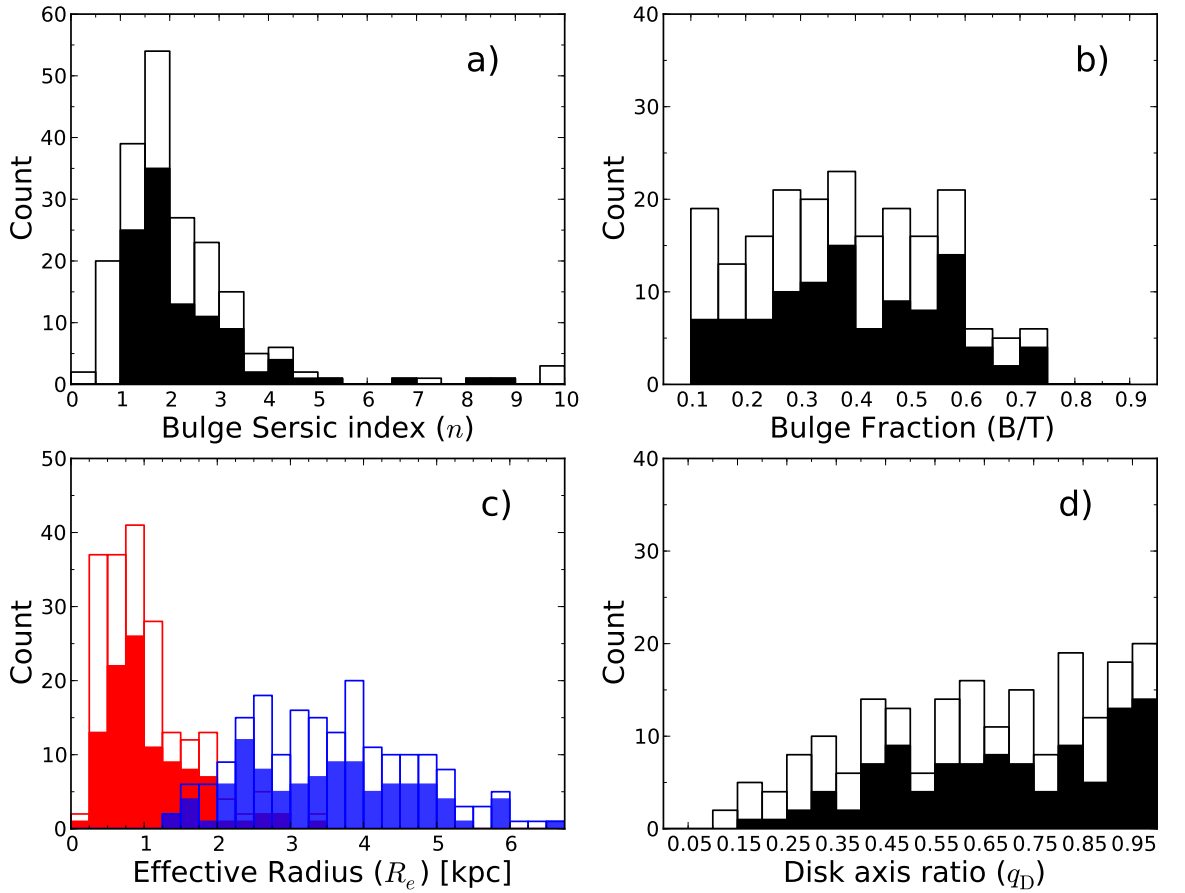 60
50
40
30
20
10
0
Count
a)
0 1 2 3 4 5 6 7 8 9 10
Bulge Sersic index (n)
40
30
20
10
0
Count
b)
0.1 0.2 0.3 0.4 0.5 0.6 0.7 0.8 0.9
Bulge Fraction (B/T)
50
40
30
20
10
0
Count
c)
0 1 2 3 4 5 6
Effective Radius (Re) [kpc]
40
30
20
10
0
Count
d)
0.05 0.15 0.25 0.35 0.45 0.55 0.65 0.75 0.85 0.95
Disk axis ratio (qD)